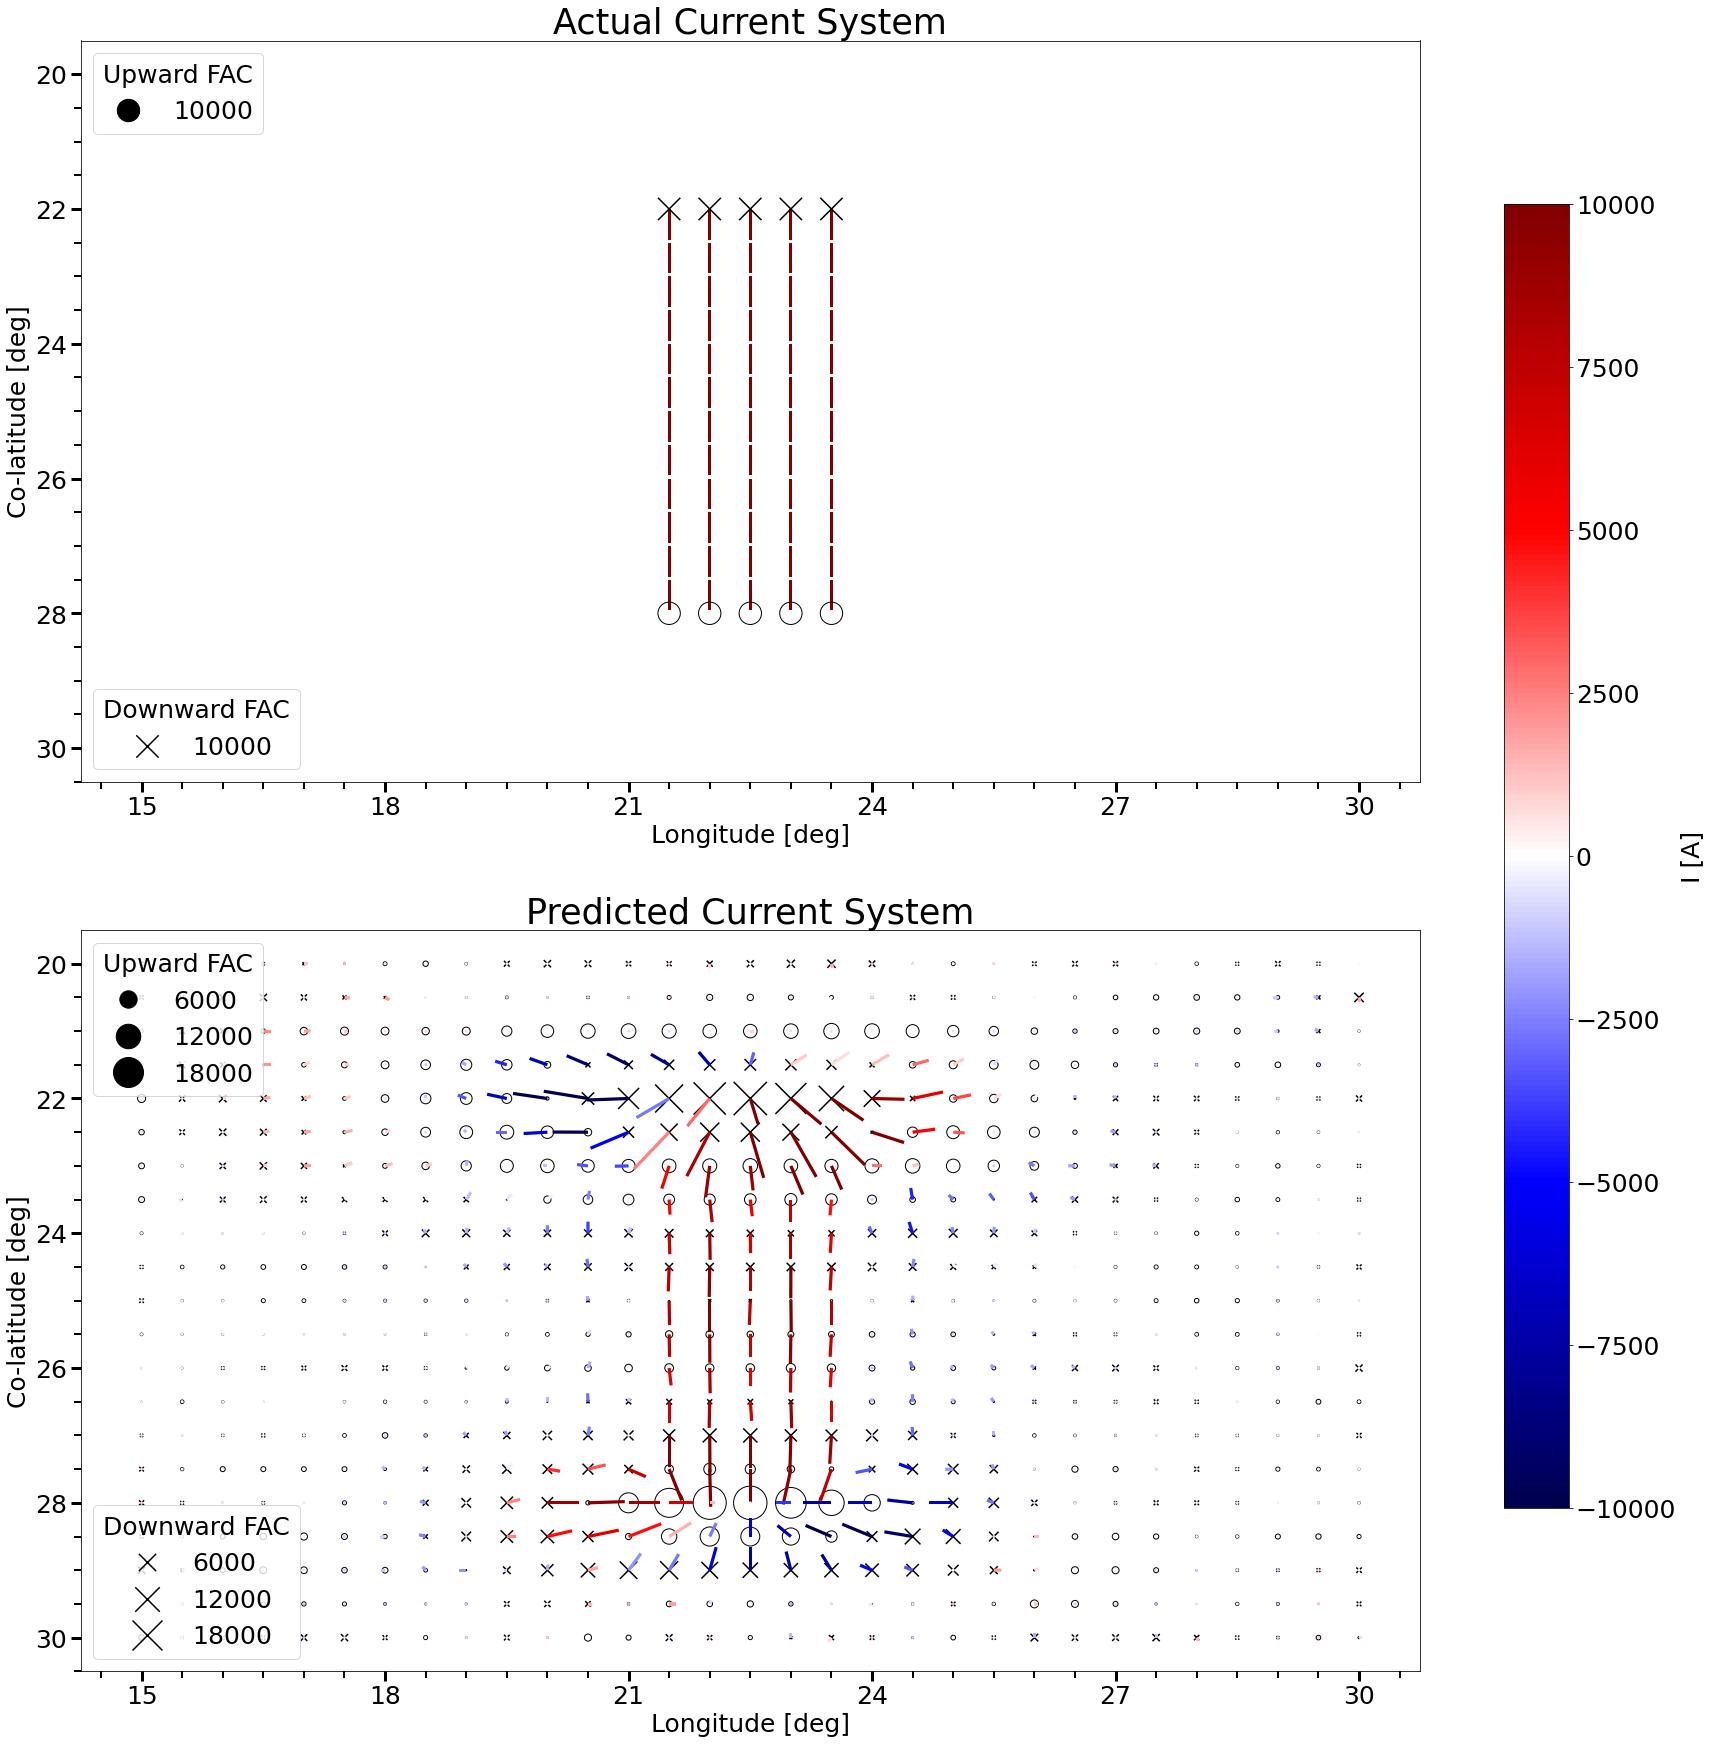 Actual Current System
Upward FAC
10000
Downward FAC
10000
20
22
24
26
28
30
Co-latitude [deg]
15 18 21 24 27 30
Longitude [deg]
Predicted Current System
Upward FAC
6000
12000
18000
Downward FAC
6000
12000
18000
20
22
24
26
28
30
Co-latitude [deg]
15 18 21 24 27 30
Longitude [deg]
10000
7500
5000
2500
0
−2500
−5000
−7500
−10000
I [A]